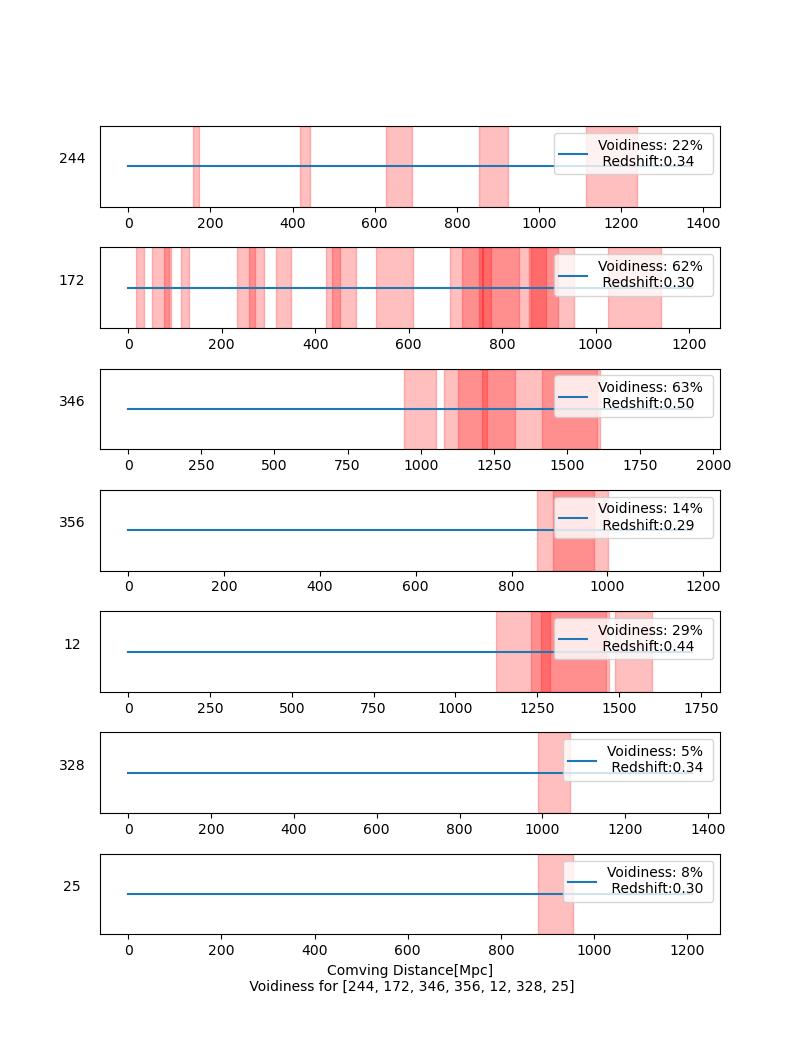 Voidiness: 22%
Redshift:0.34
244
0 200 400 600 800 1000 1200 1400
Voidiness: 62%
Redshift:0.30
172
0 200 400 600 800 1000 1200
Voidiness: 63%
Redshift:0.50
346
0 250 500 750 1000 1250 1500 1750 2000
Voidiness: 14%
Redshift:0.29
356
0 200 400 600 800 1000 1200
Voidiness: 29%
Redshift:0.44
12
0 250 500 750 1000 1250 1500 1750
Voidiness: 5%
Redshift:0.34
328
0 200 400 600 800 1000 1200 1400
Voidiness: 8%
Redshift:0.30
25
0 200 400 600 800 1000 1200
Comving Distance[Mpc]
Voidiness for [244, 172, 346, 356, 12, 328, 25]